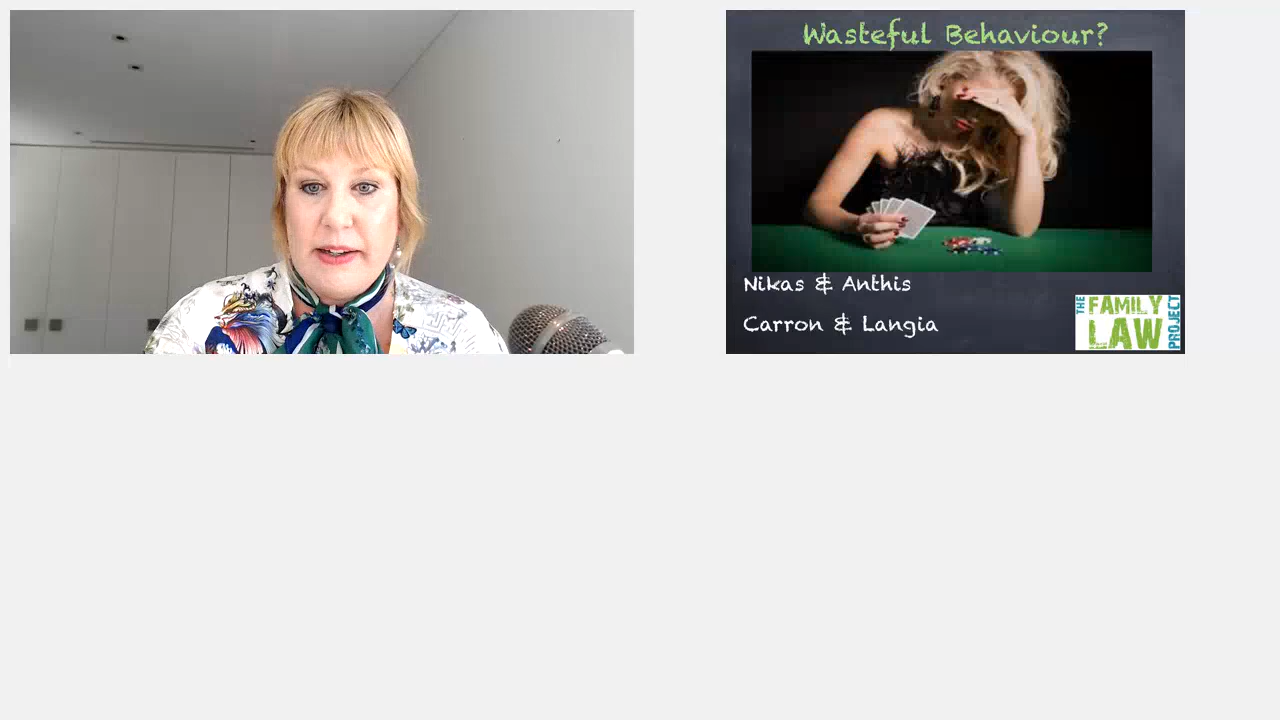 Wasteful Behaviour?
Nikas & Anthis
Carron & Langia
THE
FAMILY
LAW
PROJECT